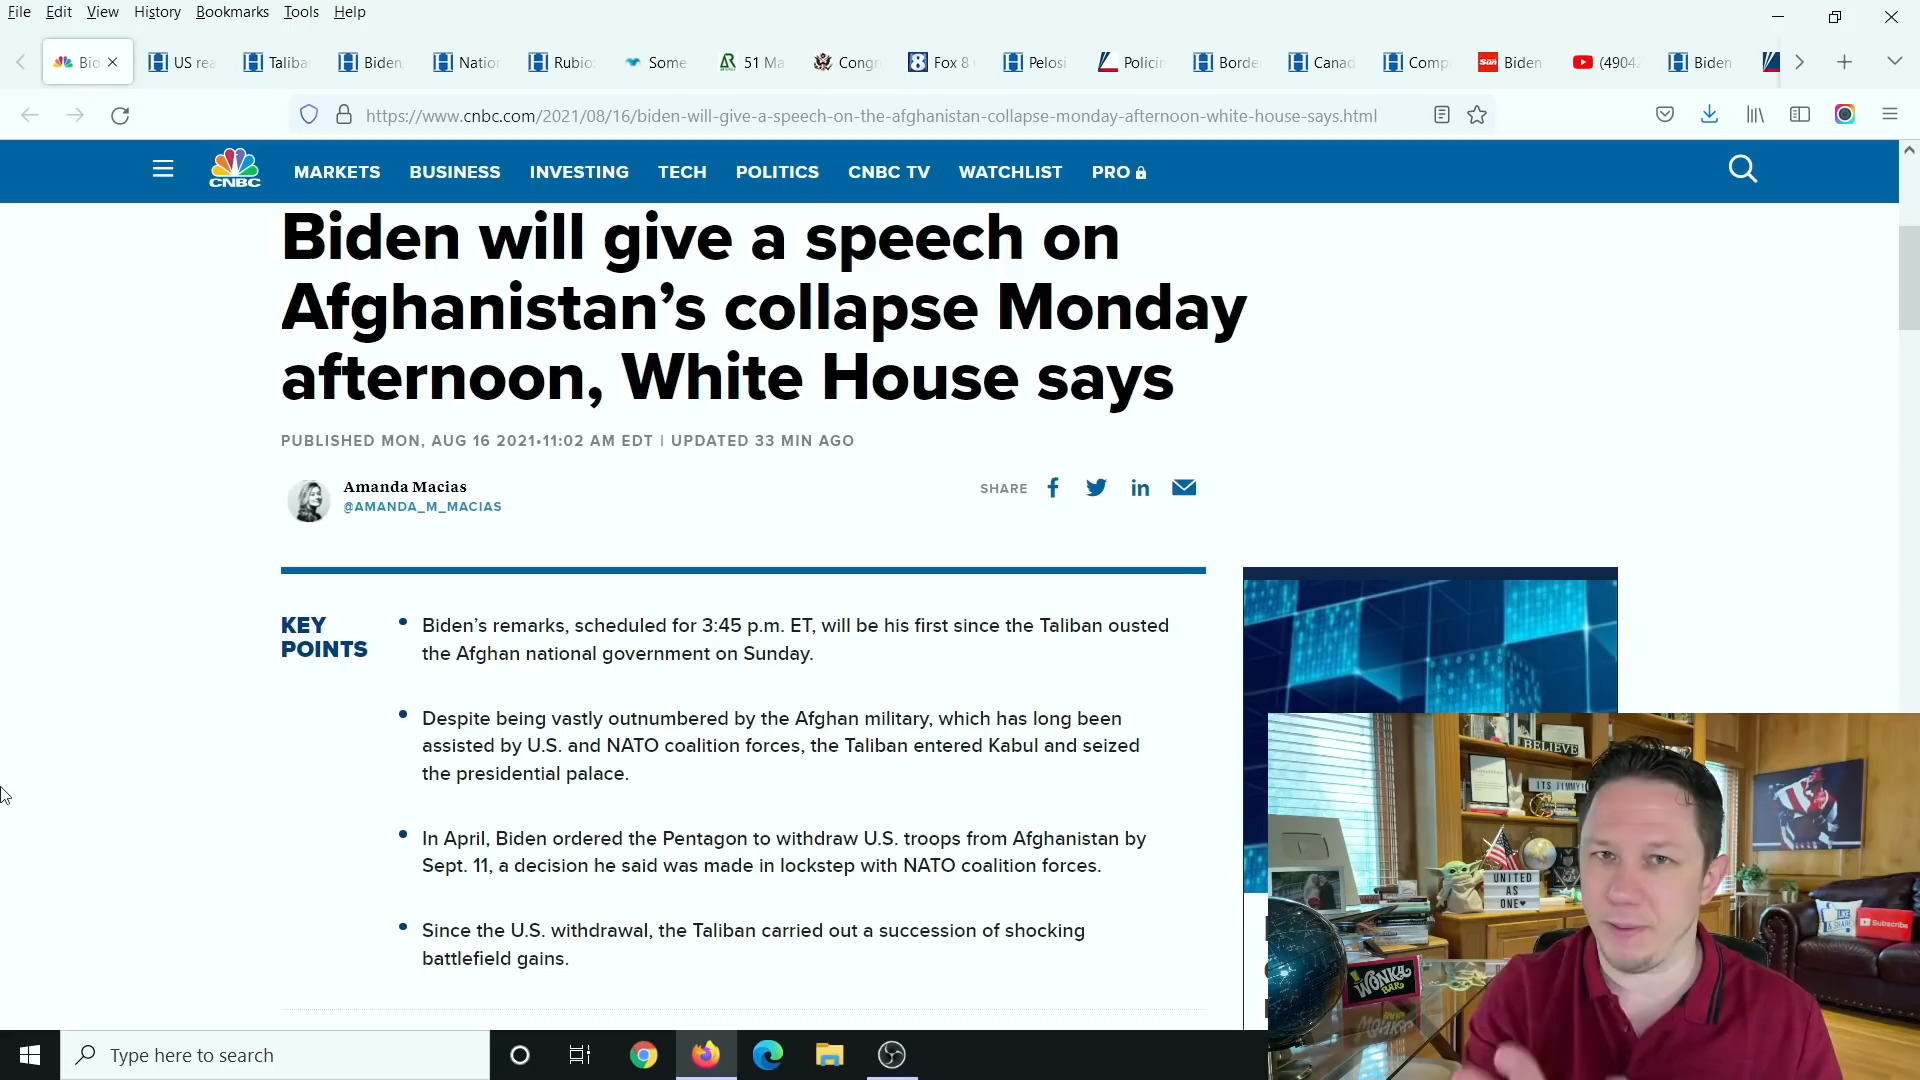 File Edit View History Bookmarks Tools Help
Bid US rea Taliba Biden, Nation Rubio: Some 51 Ma Congr Fox 8 Pelosi Policin Borde Canad Comp Biden (4904 Biden
https://www.cnbc.com/2021/08/16/biden-will-give-a-speech-on-the-afghanistan-collapse-monday-afternoon-white-house-says.html
CNBC MARKETS BUSINESS INVESTING TECH POLITICS CNBC TV WATCHLIST PRO
Biden will give a speech on
Afghanistan’s collapse Monday
afternoon, White House says
PUBLISHED MON, AUG 16 2021•11:02 AM EDT | UPDATED 33 MIN AGO
Amanda Macias
@AMANDA_M_MACIAS
SHARE
KEY
POINTS
• Biden’s remarks, scheduled for 3:45 p.m. ET, will be his first since the Taliban ousted
the Afghan national government on Sunday.
• Despite being vastly outnumbered by the Afghan military, which has long been
assisted by U.S. and NATO coalition forces, the Taliban entered Kabul and seized
the presidential palace.
• In April, Biden ordered the Pentagon to withdraw U.S. troops from Afghanistan by
Sept. 11, a decision he said was made in lockstep with NATO coalition forces.
• Since the U.S. withdrawal, the Taliban carried out a succession of shocking
battlefield gains.
BELIEVE
ITS JIMMY!
UNITED
AS
ONE♥
WONKA
BAR
LIKE
& SHARE
Subscribe
Type here to search